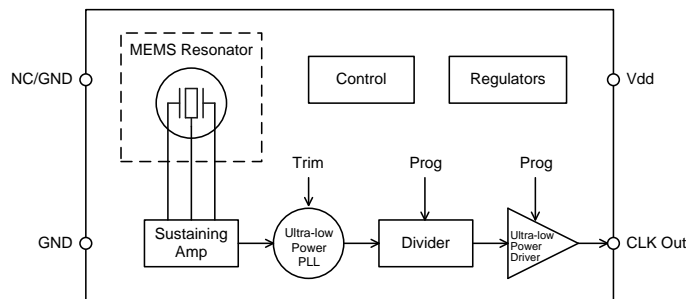 MEMS Resonator
NC/GND
Control
Regulators
Vdd
Trim
Prog
Prog
GND
Sustaining
Amp
Ultra-low
Power
PLL
Divider
Ultra-low
Power
Driver
CLK Out